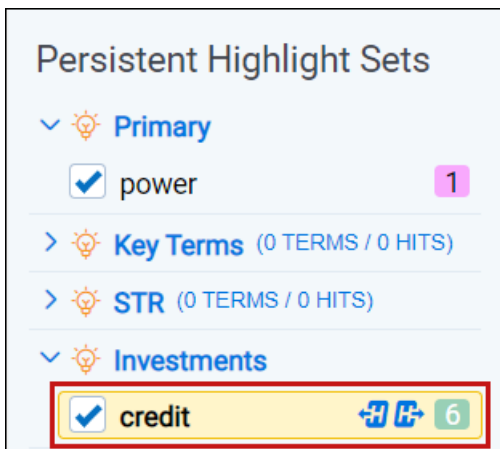 Persistent Highlight Sets
Primary
power 1
Key Terms (0 TERMS / 0 HITS)
STR (0 TERMS / 0 HITS)
Investments
credit H H 6